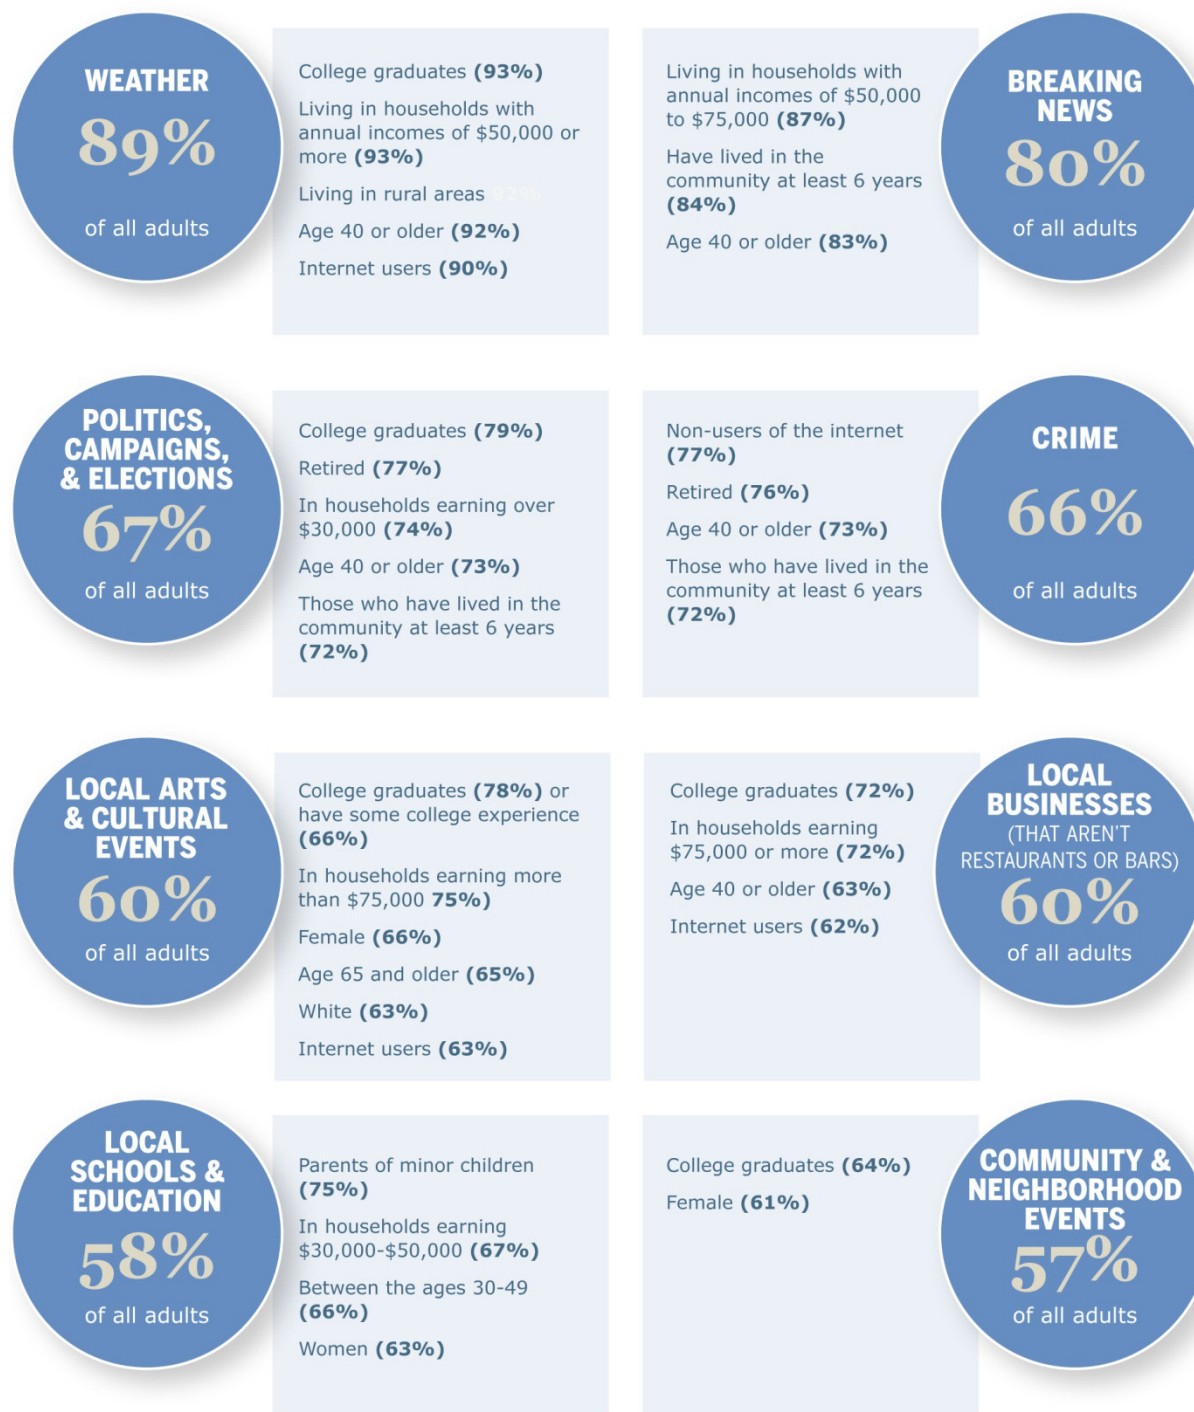 WEATHER
89%
of all adults
College graduates (93%)
Living in households with
annual incomes of $50,000 or
more (93%)
Living in rural areas 92%
Age 40 or older (92%)
Internet users (90%)
Living in households with
annual incomes of $50,000
to $75,000 (87%)
Have lived in the
community at least 6 years
(84%)
Age 40 or older (83%)
BREAKING
NEWS
80%
of all adults
POLITICS,
CAMPAIGNS,
& ELECTIONS
67%
of all adults
College graduates (79%)
Retired (77%)
In households earning over
$30,000 (74%)
Age 40 or older (73%)
Those who have lived in the
community at least 6 years
(72%)
Non-users of the internet
(77%)
Retired (76%)
Age 40 or older (73%)
Those who have lived in the
community at least 6 years
(72%)
CRIME
66%
of all adults
LOCAL ARTS
& CULTURAL
EVENTS
60%
of all adults
College graduates (78%) or
have some college experience
(66%)
In households earning more
than $75,000 75%)
Female (66%)
Age 65 and older (65%)
White (63%)
Internet users (63%)
College graduates (72%)
In households earning
$75,000 or more (72%)
Age 40 or older (63%)
Internet users (62%)
LOCAL
BUSINESSES
(THAT AREN'T
RESTAURANTS OR BARS)
60%
of all adults
LOCAL
SCHOOLS &
EDUCATION
58%
of all adults
Parents of minor children
(75%)
In households earning
$30,000-$50,000 (67%)
Between the ages 30-49
(66%)
Women (63%)
College graduates (64%)
Female (61%)
COMMUNITY &
NEIGHBORHOOD
EVENTS
57%
of all adults